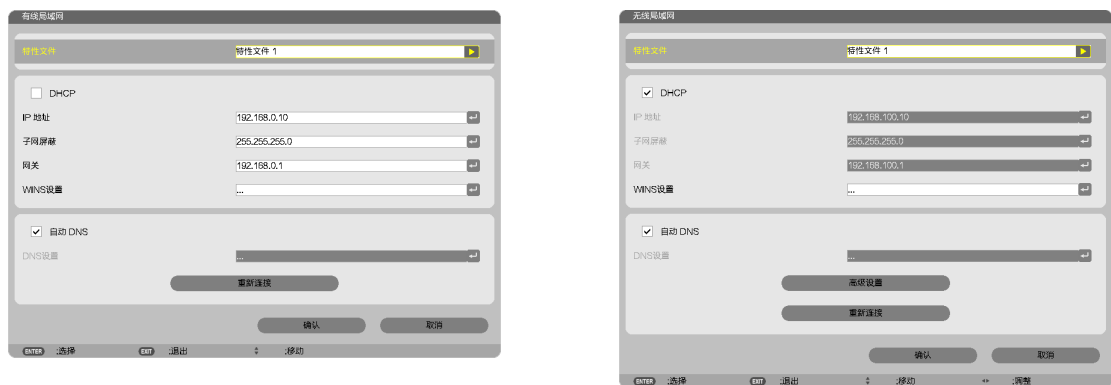 有线局域网
特性文件 特性文件 1
DHCP
IP 地址 192.168.0.10
子网屏蔽 255.255.255.0
网关 192.168.0.1
WINS设置 ...
自动 DNS
DNS设置 ...
重新连接
确认 取消
ENTER :选择 EXIT :退出 :移动
无线局域网
特性文件 特性文件 1
DHCP
IP 地址 192.168.100.10
子网屏蔽 255.255.255.0
网关 192.168.100.1
WINS设置 ...
自动 DNS
DNS设置 ...
高级设置
重新连接
确认 取消
ENTER :选择 EXIT :退出 :移动 :调整